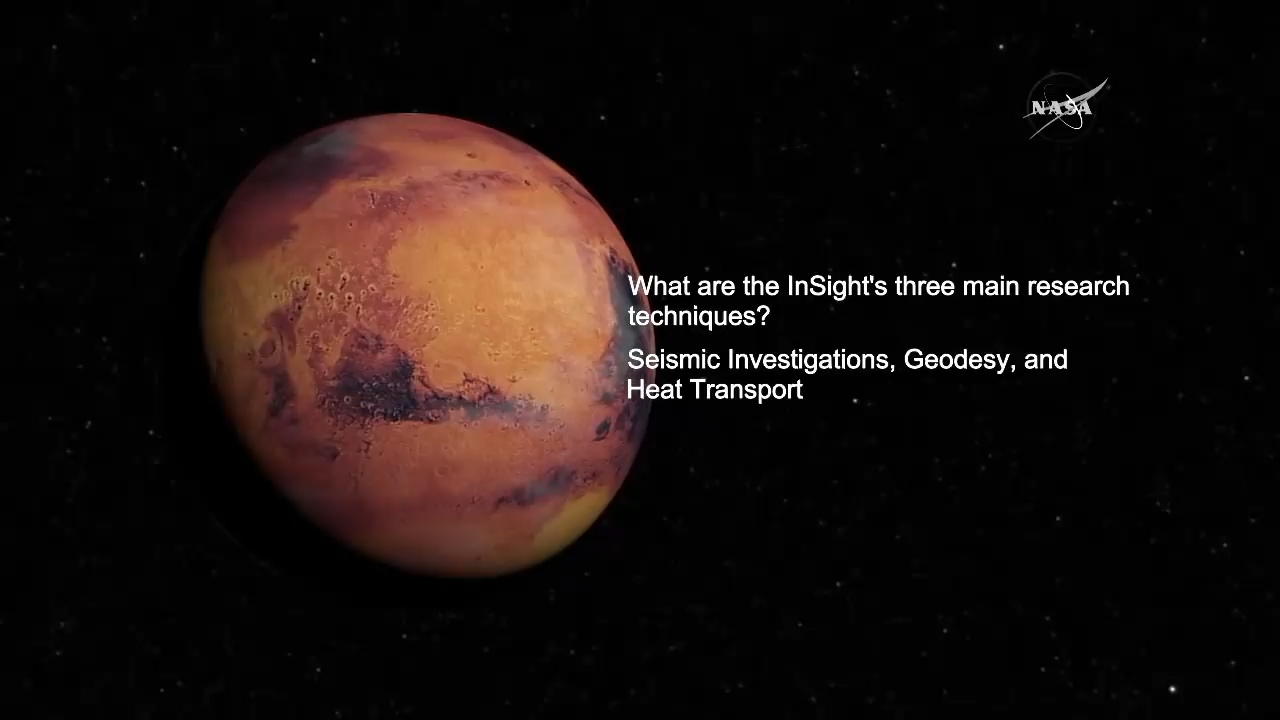 NASA
What are the InSight's three main research
techniques?
Seismic Investigations, Geodesy, and
Heat Transport